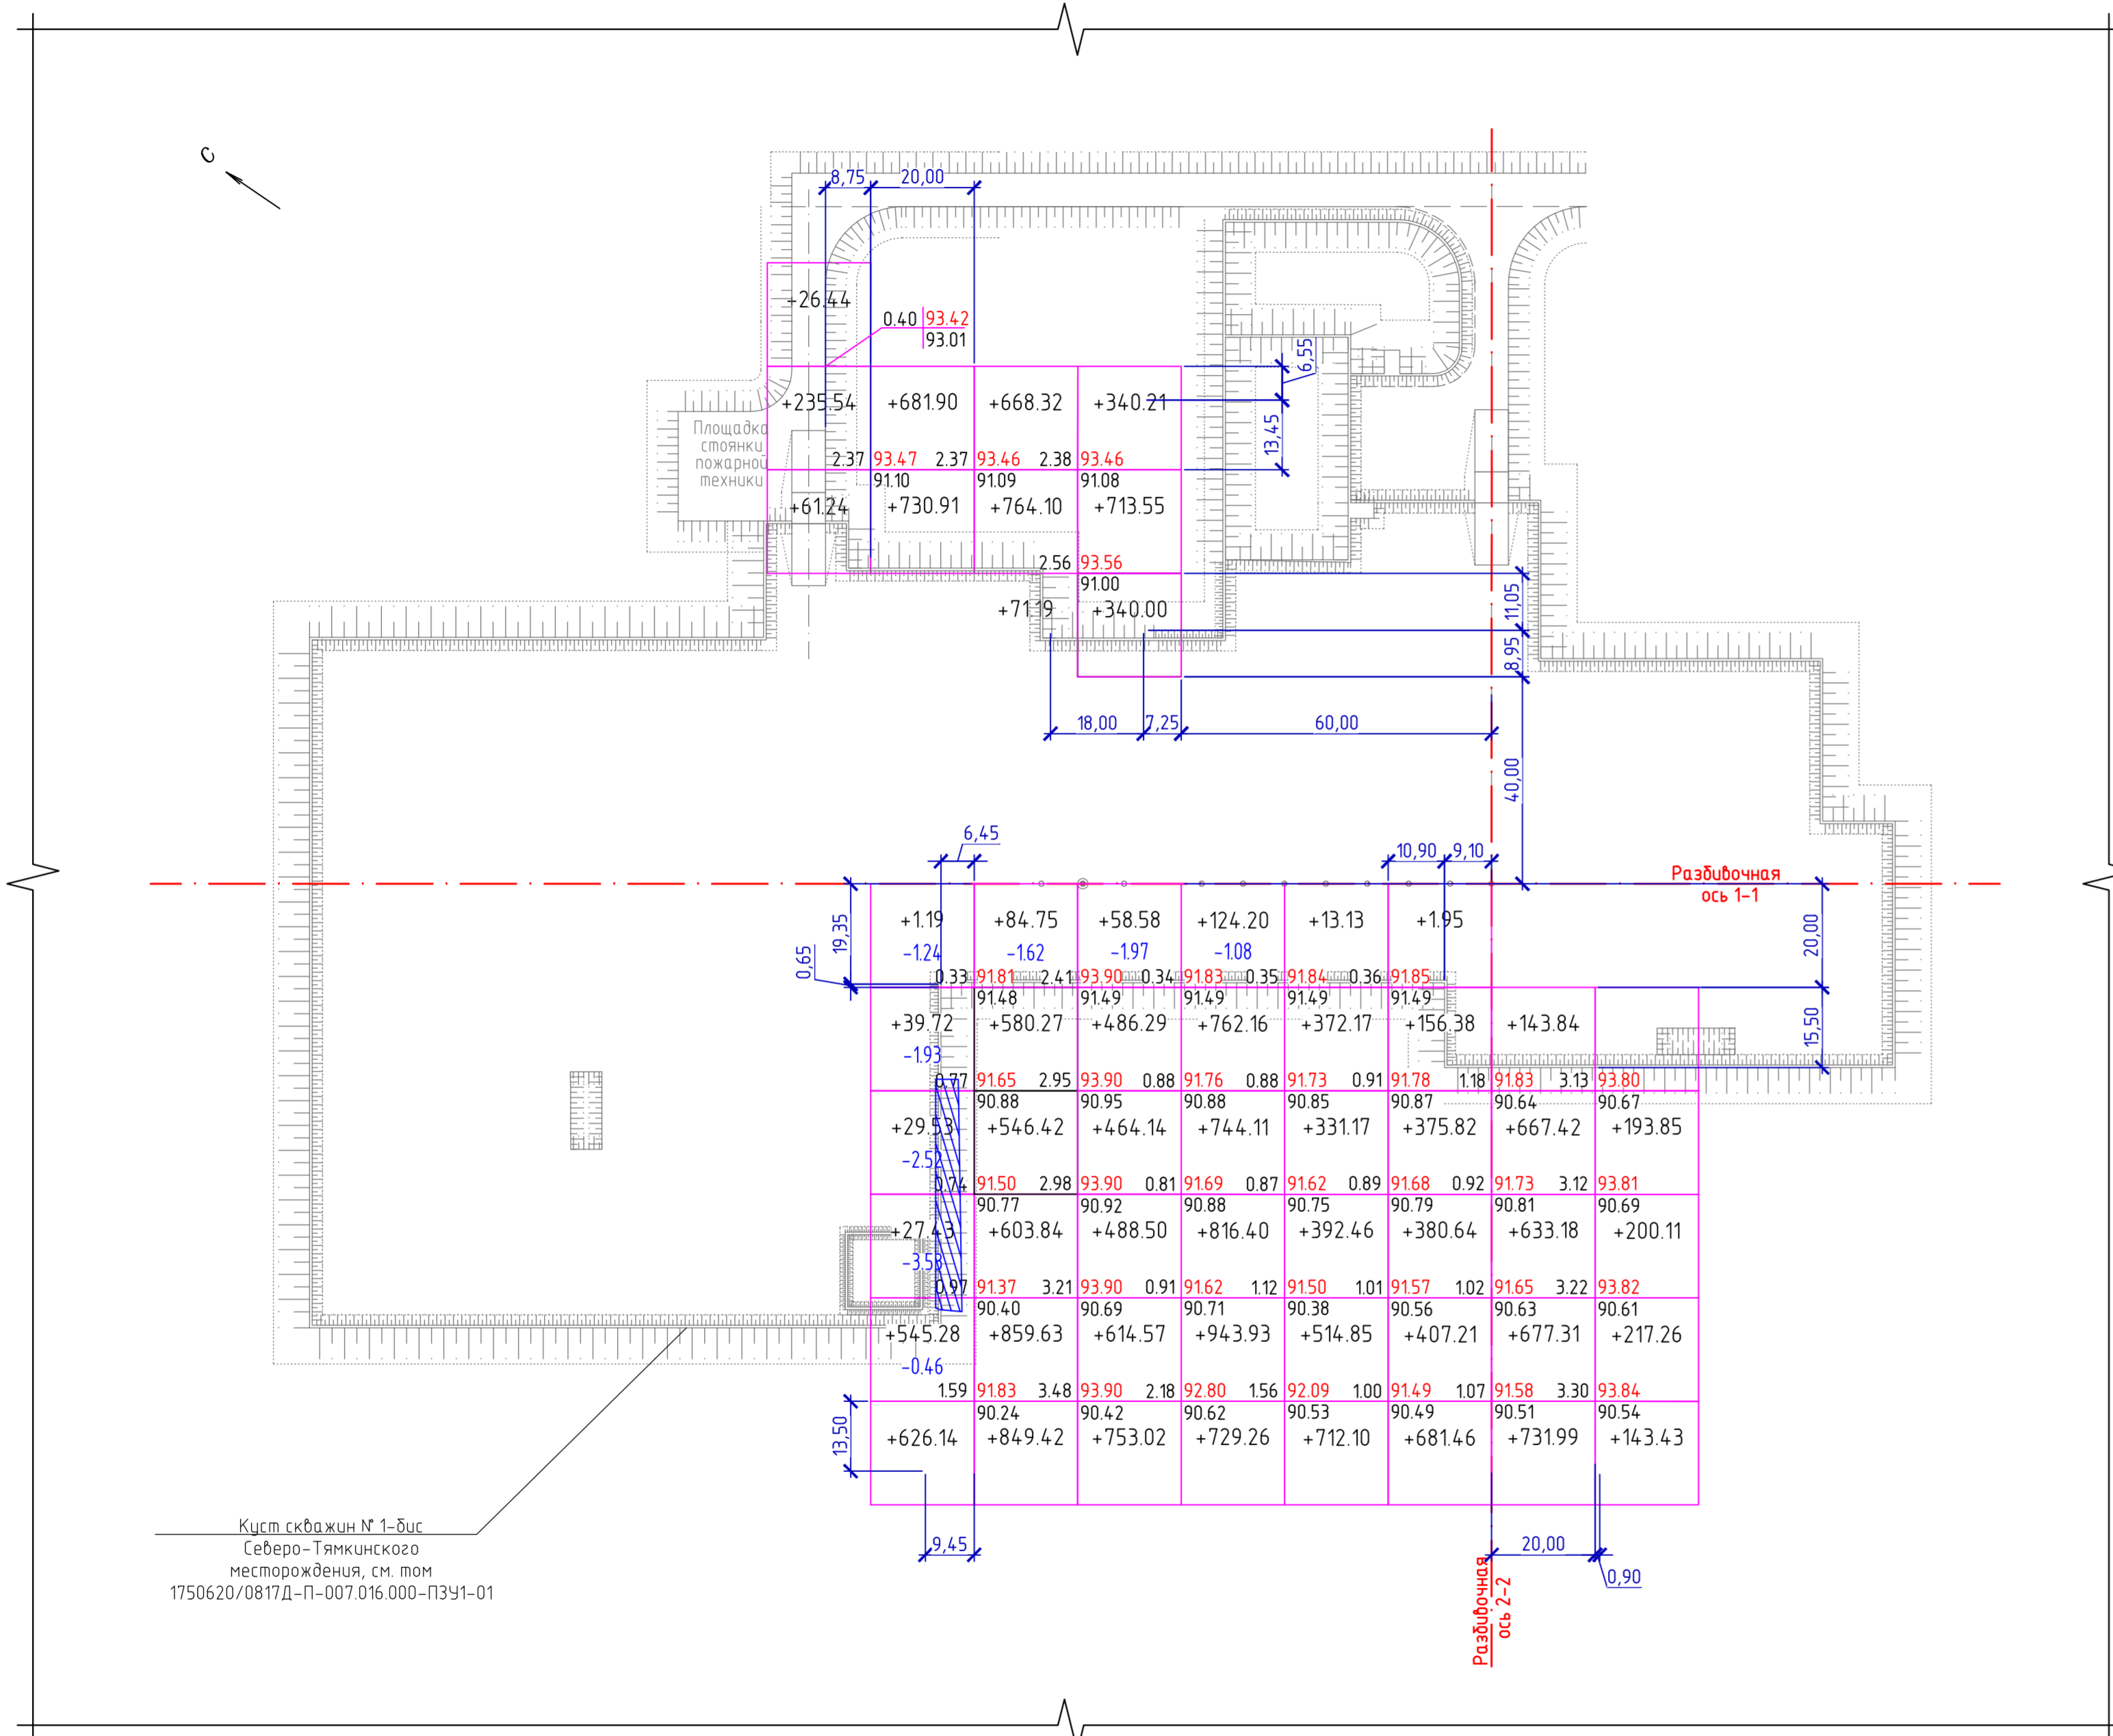 С
8,75 20,00
-26.44
0.40 93.42
93.01
6,55
+235.54 +681.90 +668.32 +340.21
Площадка
стоянки
пожарной
техники
13,45
2.37 93.47 2.37 93.46 2.38 93.46
91.10 91.09 91.08
+61.24 +730.91 +764.10 +713.55
2.56 93.56
91.00
+71.19 +340.00
11,05
8,95
18,00 7,25 60,00
40,00
6,45
10,90 9,10
Разбивочная
ось 1-1
19,35
0,65
20,00
+1.19 +84.75 +58.58 +124.20 +13.13 +1.95
-1.24 -1.62 -1.97 -1.08
0.33 91.81 2.41 93.90 0.34 91.83 0.35 91.84 0.36 91.85
91.48 91.49 91.49 91.49 91.49
+39.72 +580.27 +486.29 +762.16 +372.17 +156.38 +143.84
15,50
-1.93
0.77 91.65 2.95 93.90 0.88 91.76 0.88 91.73 0.91 91.78 1.18 91.83 3.13 93.80
90.88 90.95 90.88 90.85 90.87 90.64 90.67
+29.53 +546.42 +464.14 +744.11 +331.17 +375.82 +667.42 +193.85
-2.52
0.74 91.50 2.98 93.90 0.81 91.69 0.87 91.62 0.89 91.68 0.92 91.73 3.12 93.81
90.77 90.92 90.88 90.75 90.79 90.81 90.69
+27.43 +603.84 +488.50 +816.40 +392.46 +380.64 +633.18 +200.11
-3.53
0.97 91.37 3.21 93.90 0.91 91.62 1.12 91.50 1.01 91.57 1.02 91.65 3.22 93.82
90.40 90.69 90.71 90.38 90.56 90.63 90.61
+545.28 +859.63 +614.57 +943.93 +514.85 +407.21 +677.31 +217.26
-0.46
1.59 91.83 3.48 93.90 2.18 92.80 1.56 92.09 1.00 91.49 1.07 91.58 3.30 93.84
90.24 90.42 90.62 90.53 90.49 90.51 90.54
13,50
+626.14 +849.42 +753.02 +729.26 +712.10 +681.46 +731.99 +143.43
9,45 20,00
0,90
Куст скважин № 1-бис
Северо-Тямкинского
месторождения, см. том
1750620/0817Д-П-007.016.000-ПЗУ1-01
Разбивочная
ось 2-2